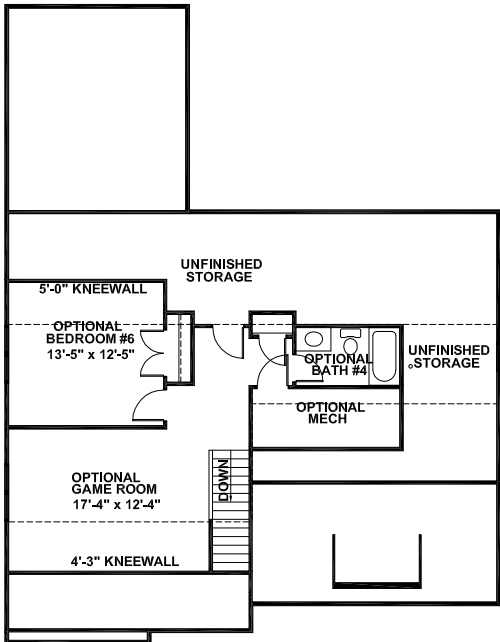 UNFINISHED
STORAGE
5'-0" KNEEWALL
OPTIONAL
BEDROOM #6
13'-5" x 12'-5"
OPTIONAL
BATH #4
UNFINISHED
STORAGE
OPTIONAL
MECH
DOWN
OPTIONAL
GAME ROOM
17'-4" x 12'-4"
4'-3" KNEEWALL